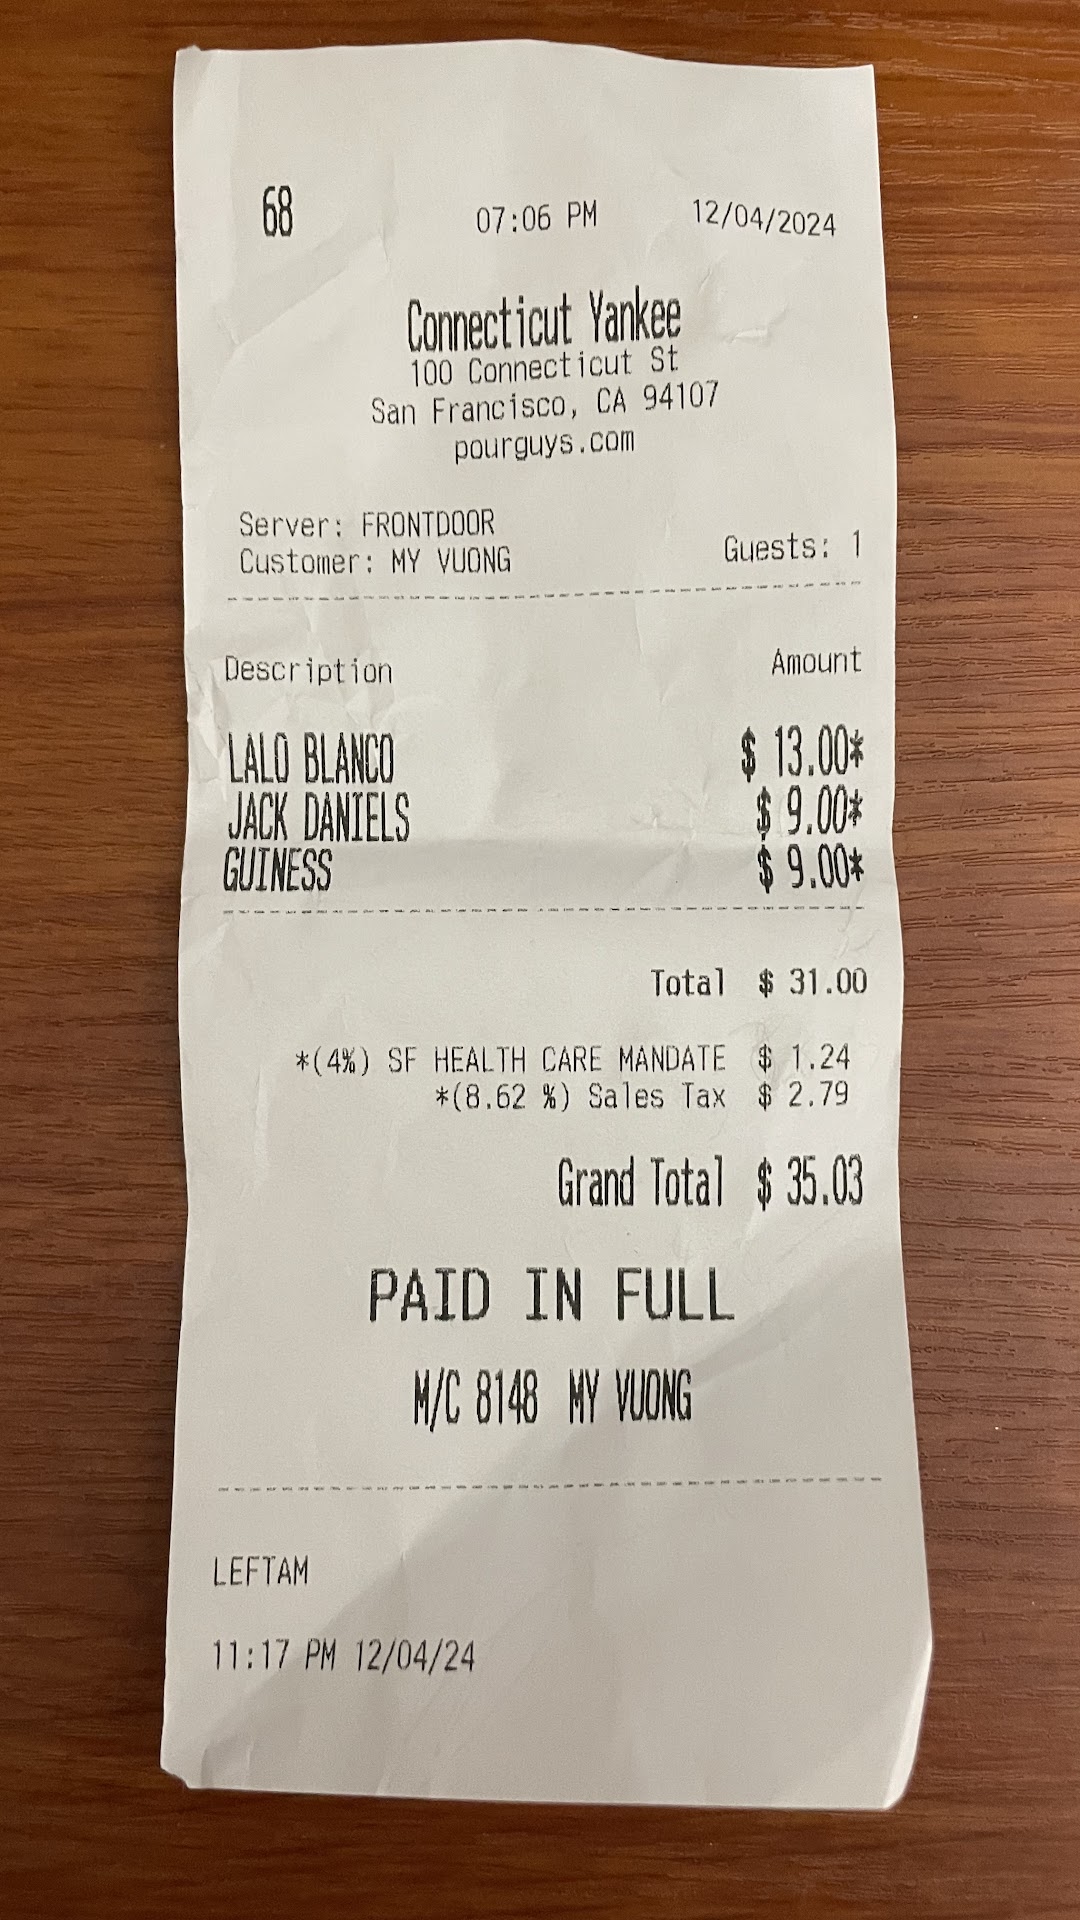 68 07:06 PM 12/04/2024
Connecticut Yankee
100 Connecticut St
San Francisco, CA 94107
pourguys.com
Server: FRONTDOOR
Customer: MY VUONG Guests: 1
Description Amount
LALO BLANCO $ 13.00*
JACK DANIELS $ 9.00*
GUINESS $ 9.00*
Total $ 31.00
*(4%) SF HEALTH CARE MANDATE $ 1.24
*(8.62 %) Sales Tax $ 2.79
Grand Total $ 35.03
PAID IN FULL
M/C 8148 MY VUONG
LEFTAM
11:17 PM 12/04/24